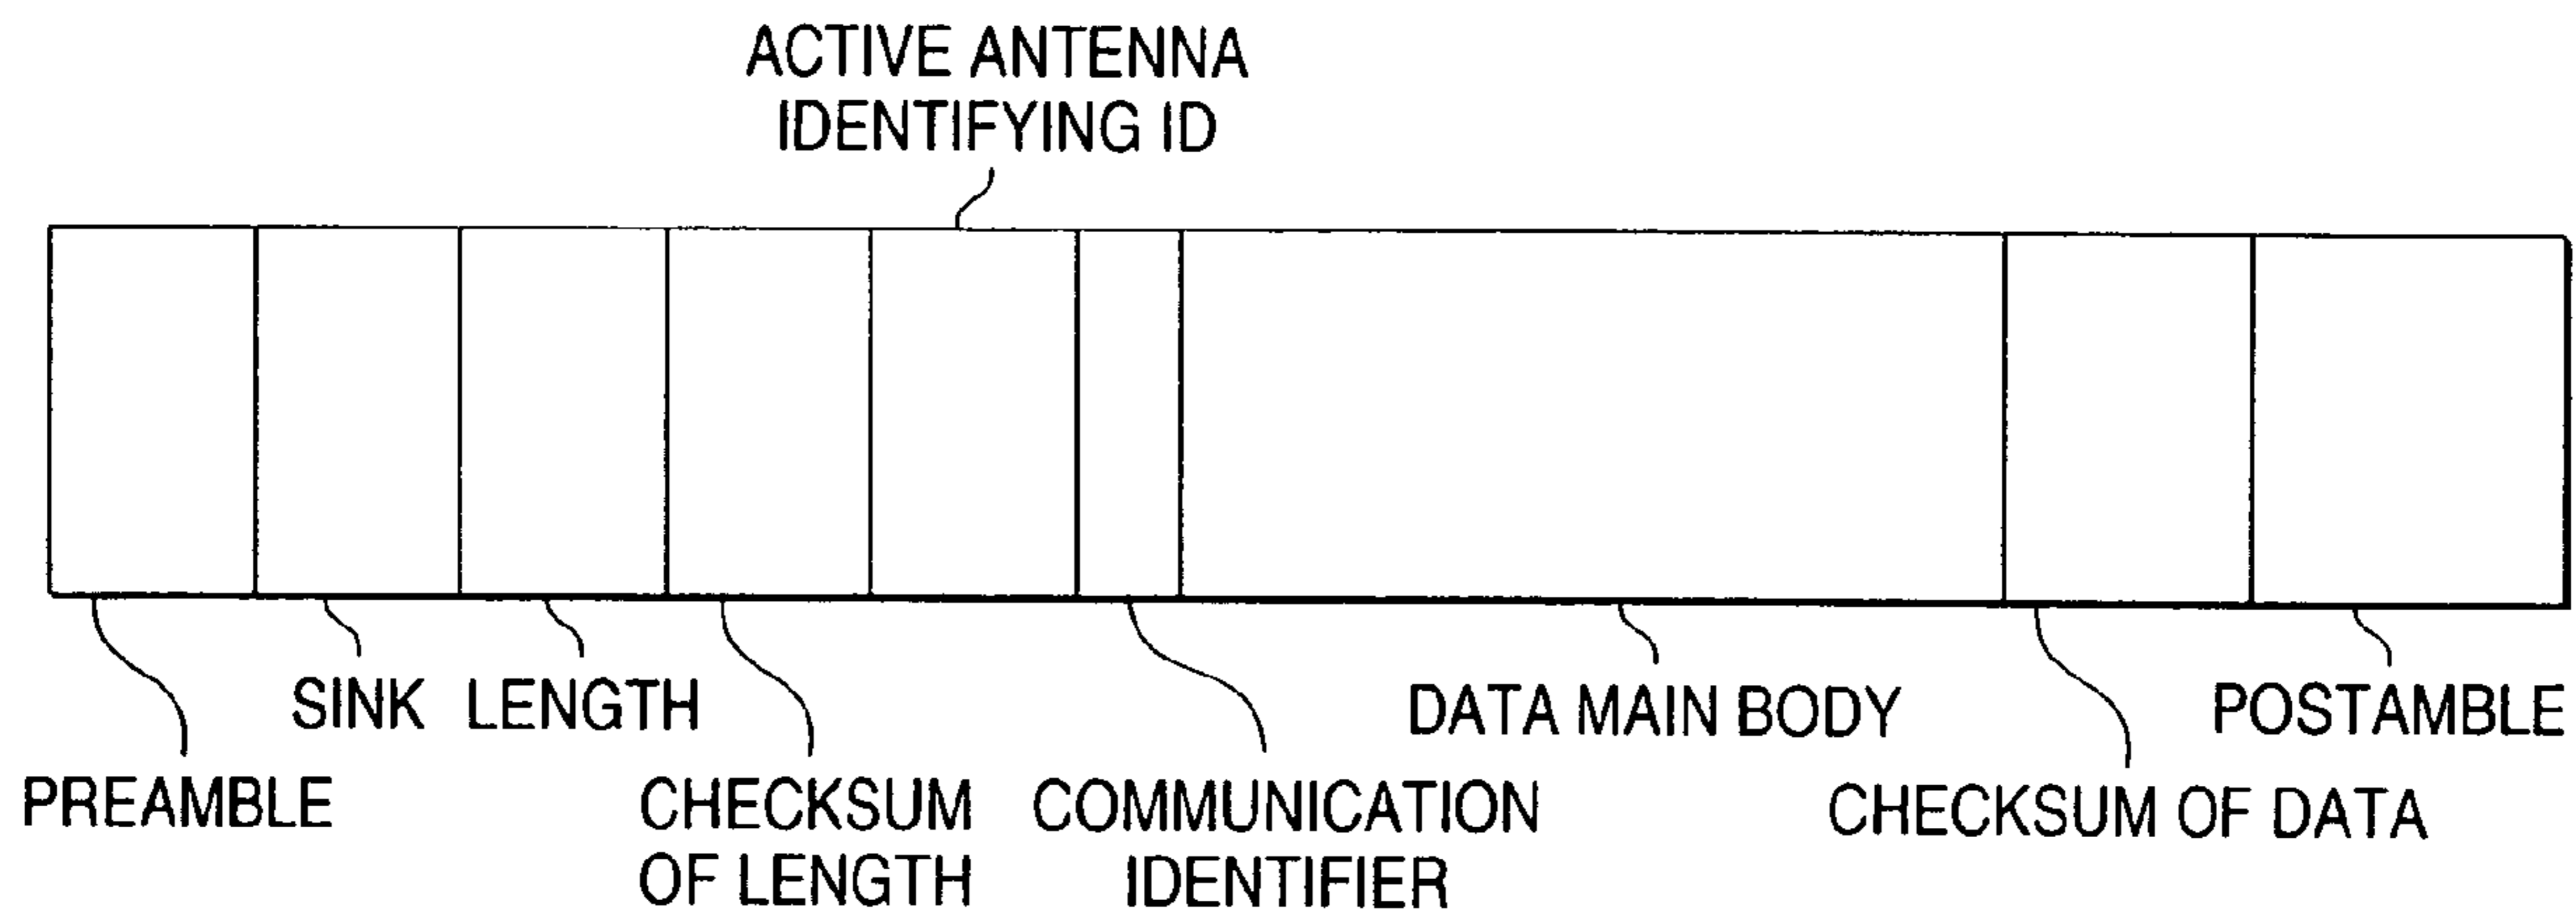 ACTIVE ANTENNA
IDENTIFYING ID
PREAMBLE
SINK
LENGTH
CHECKSUM
OF LENGTH
COMMUNICATION
IDENTIFIER
DATA MAIN BODY
CHECKSUM OF DATA
POSTAMBLE